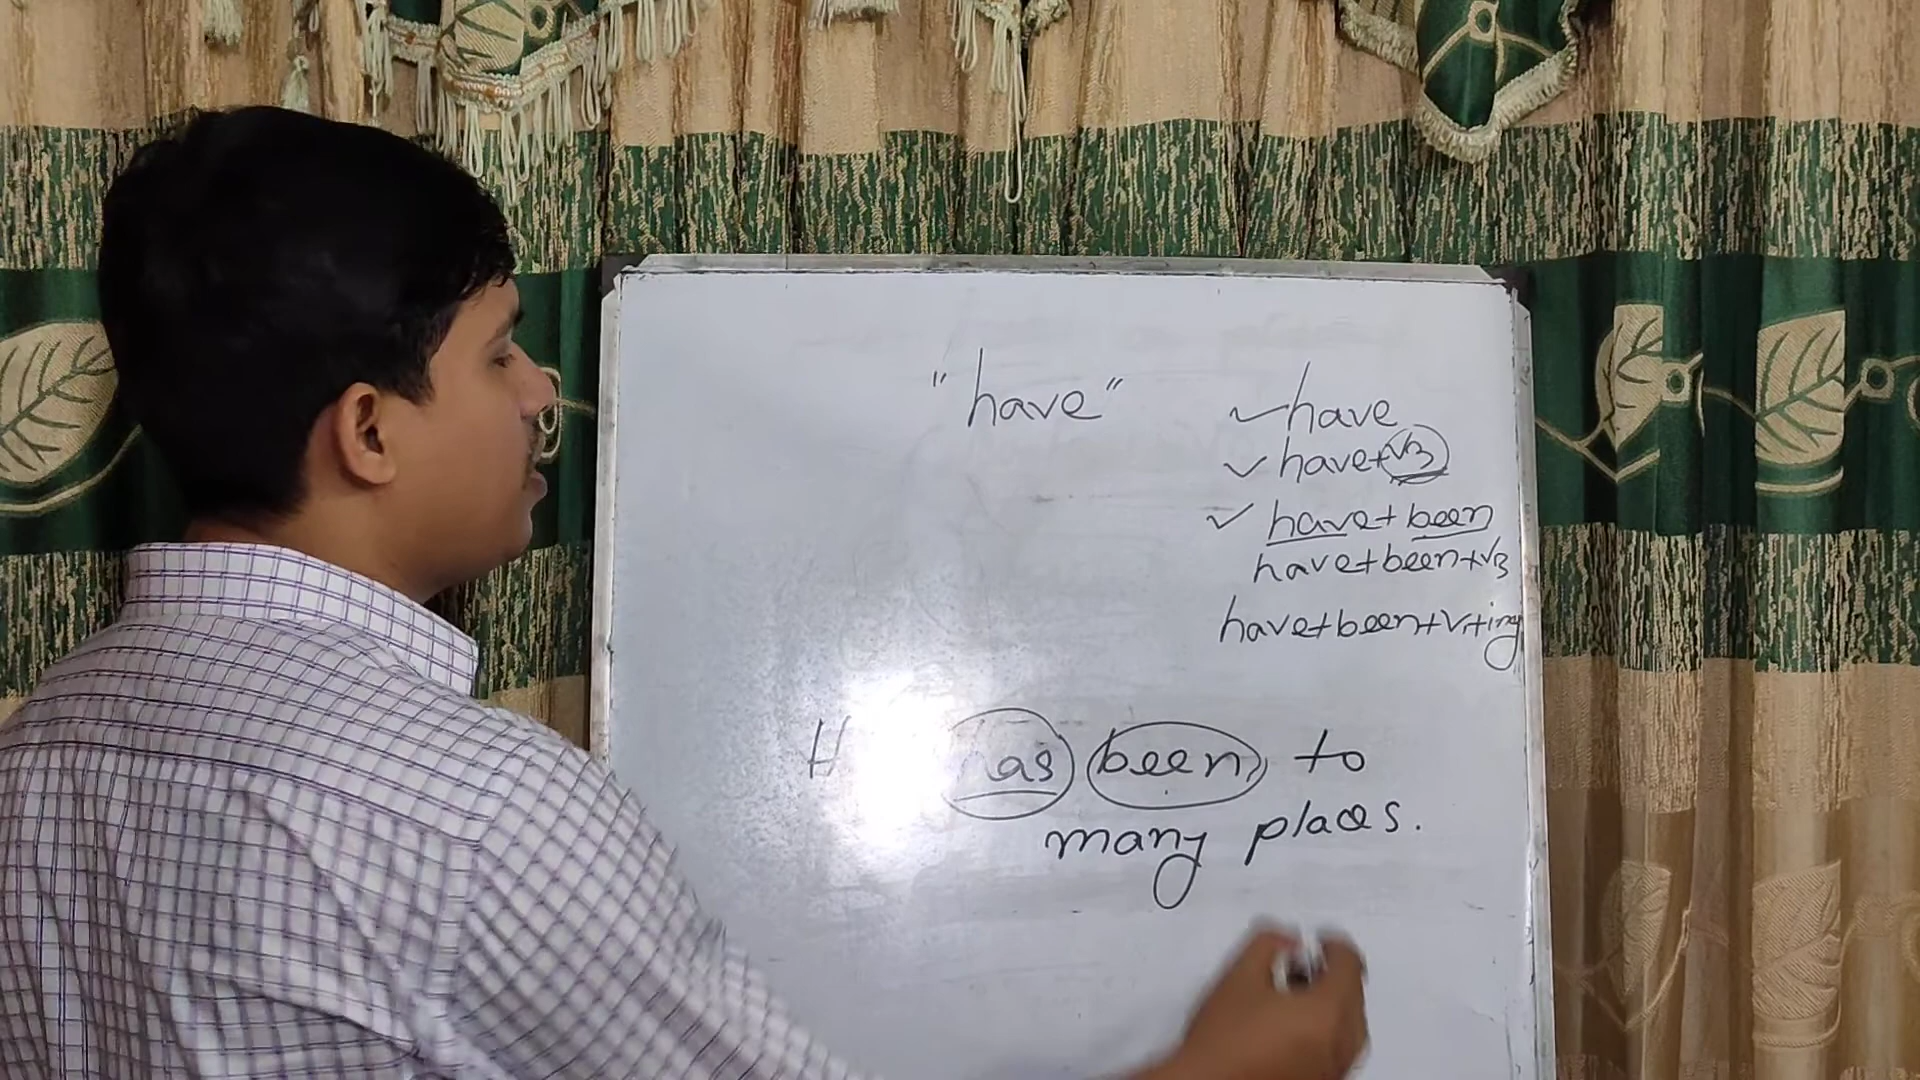 "have"
have
have+V3
have+been
have+been+V3
have+been+V1+ing
has been to
many places.